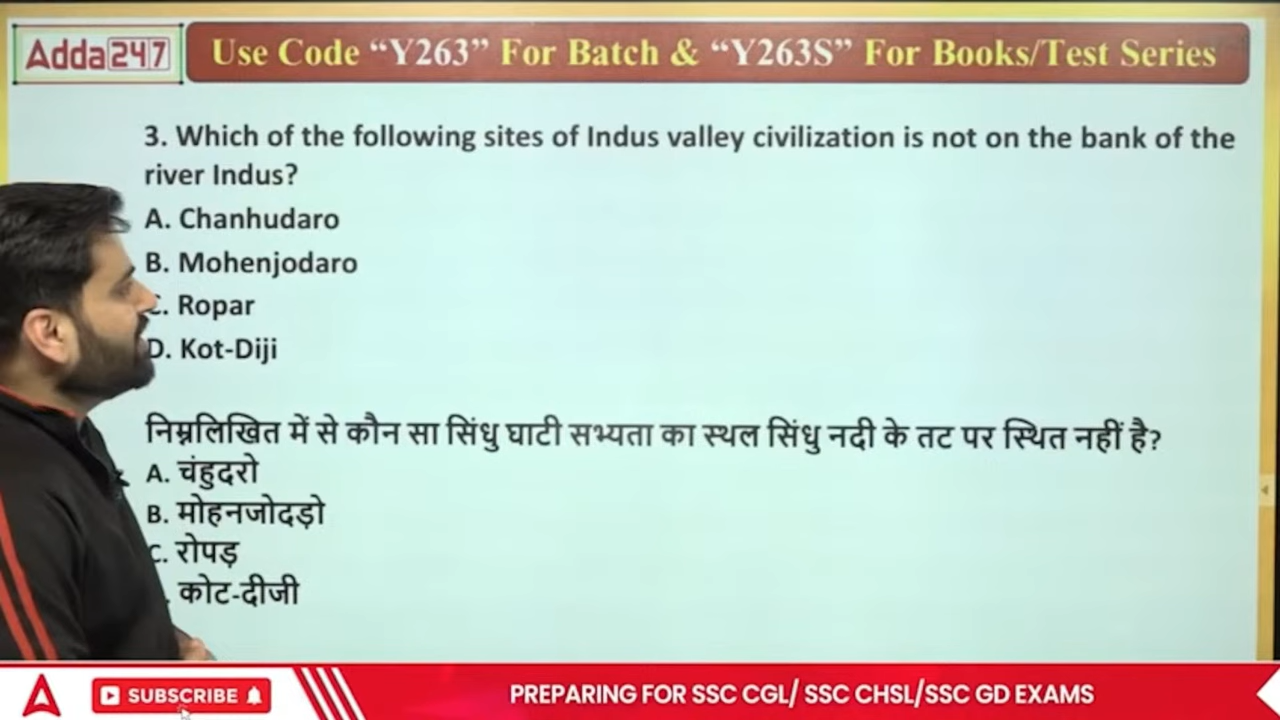 Adda247
Use Code “Y263” For Batch & “Y263S” For Books/Test Series
3. Which of the following sites of Indus valley civilization is not on the bank of the
river Indus?
A. Chanhudaro
B. Mohenjodaro
C. Ropar
D. Kot-Diji
निम्नलिखित में से कौन सा सिंधु घाटी सभ्यता का स्थल सिंधु नदी के तट पर स्थित नहीं है?
A. चंहुदरो
B. मोहनजोदड़ो
C. रोपड़
. कोट-दीजी
SUBSCRIBE
PREPARING FOR SSC CGL/ SSC CHSL/SSC GD EXAMS